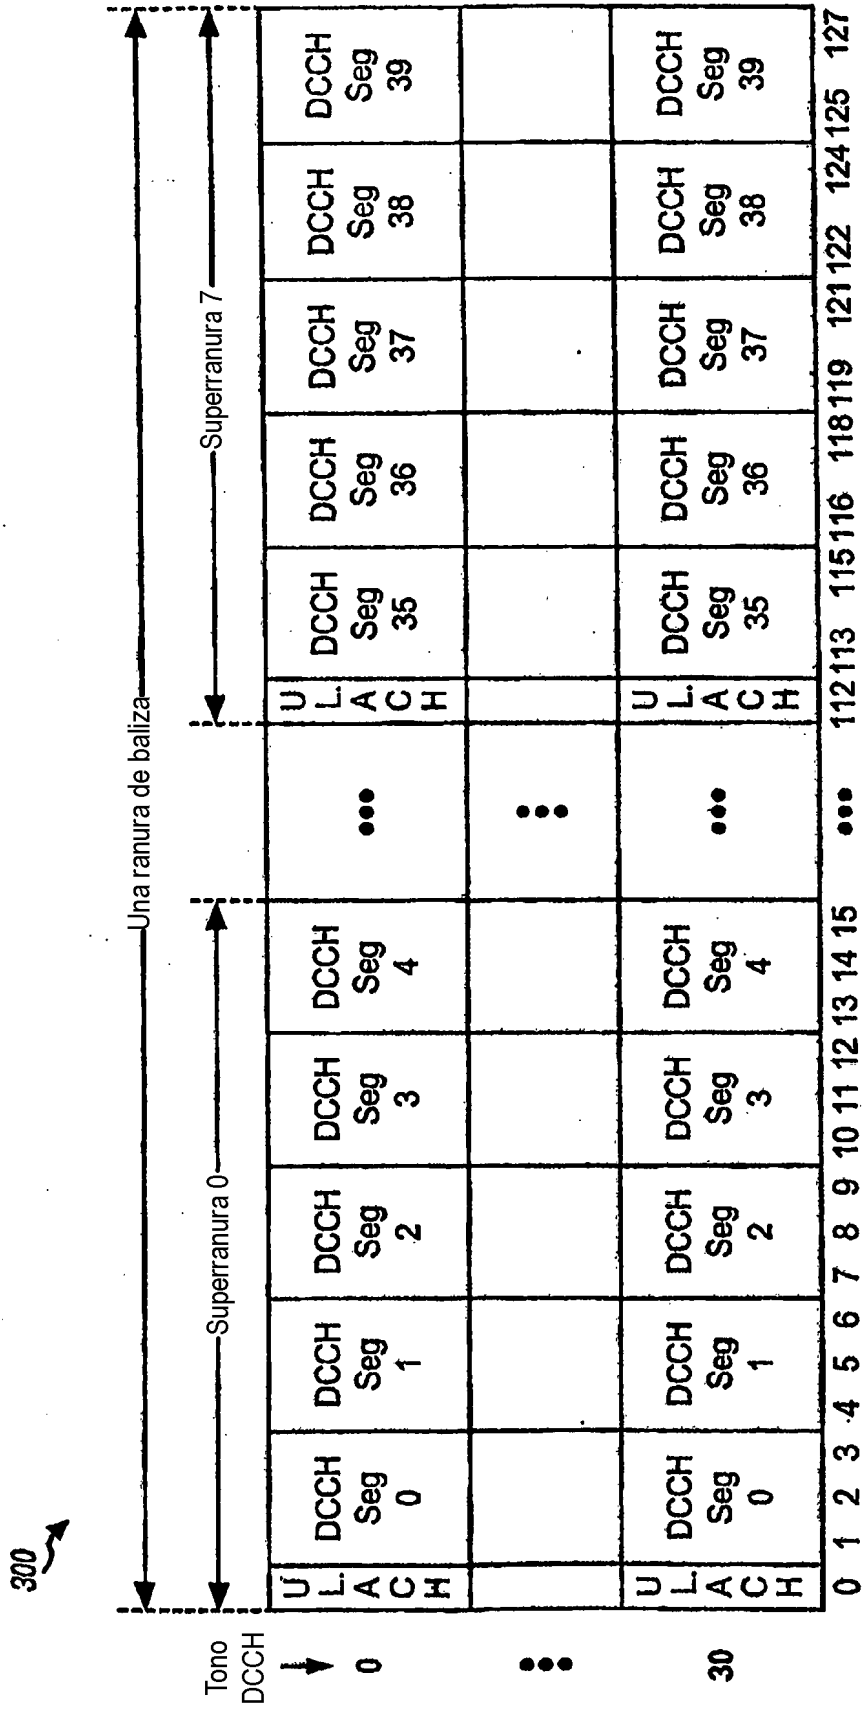 300
Una ranura de baliza
Superranura 0
Superranura 7
Tono
DCCH
0
ULACH
DCCH Seg 0
DCCH Seg 1
DCCH Seg 2
DCCH Seg 3
DCCH Seg 4
•••
ULACH
DCCH Seg 35
DCCH Seg 36
DCCH Seg 37
DCCH Seg 38
DCCH Seg 39
•••
•••
30
ULACH
DCCH Seg 0
DCCH Seg 1
DCCH Seg 2
DCCH Seg 3
DCCH Seg 4
•••
ULACH
DCCH Seg 35
DCCH Seg 36
DCCH Seg 37
DCCH Seg 38
DCCH Seg 39
0 1 2 3 4 5 6 7 8 9 10 11 12 13 14 15 ••• 112 113 115 116 118 119 121 122 124 125 127